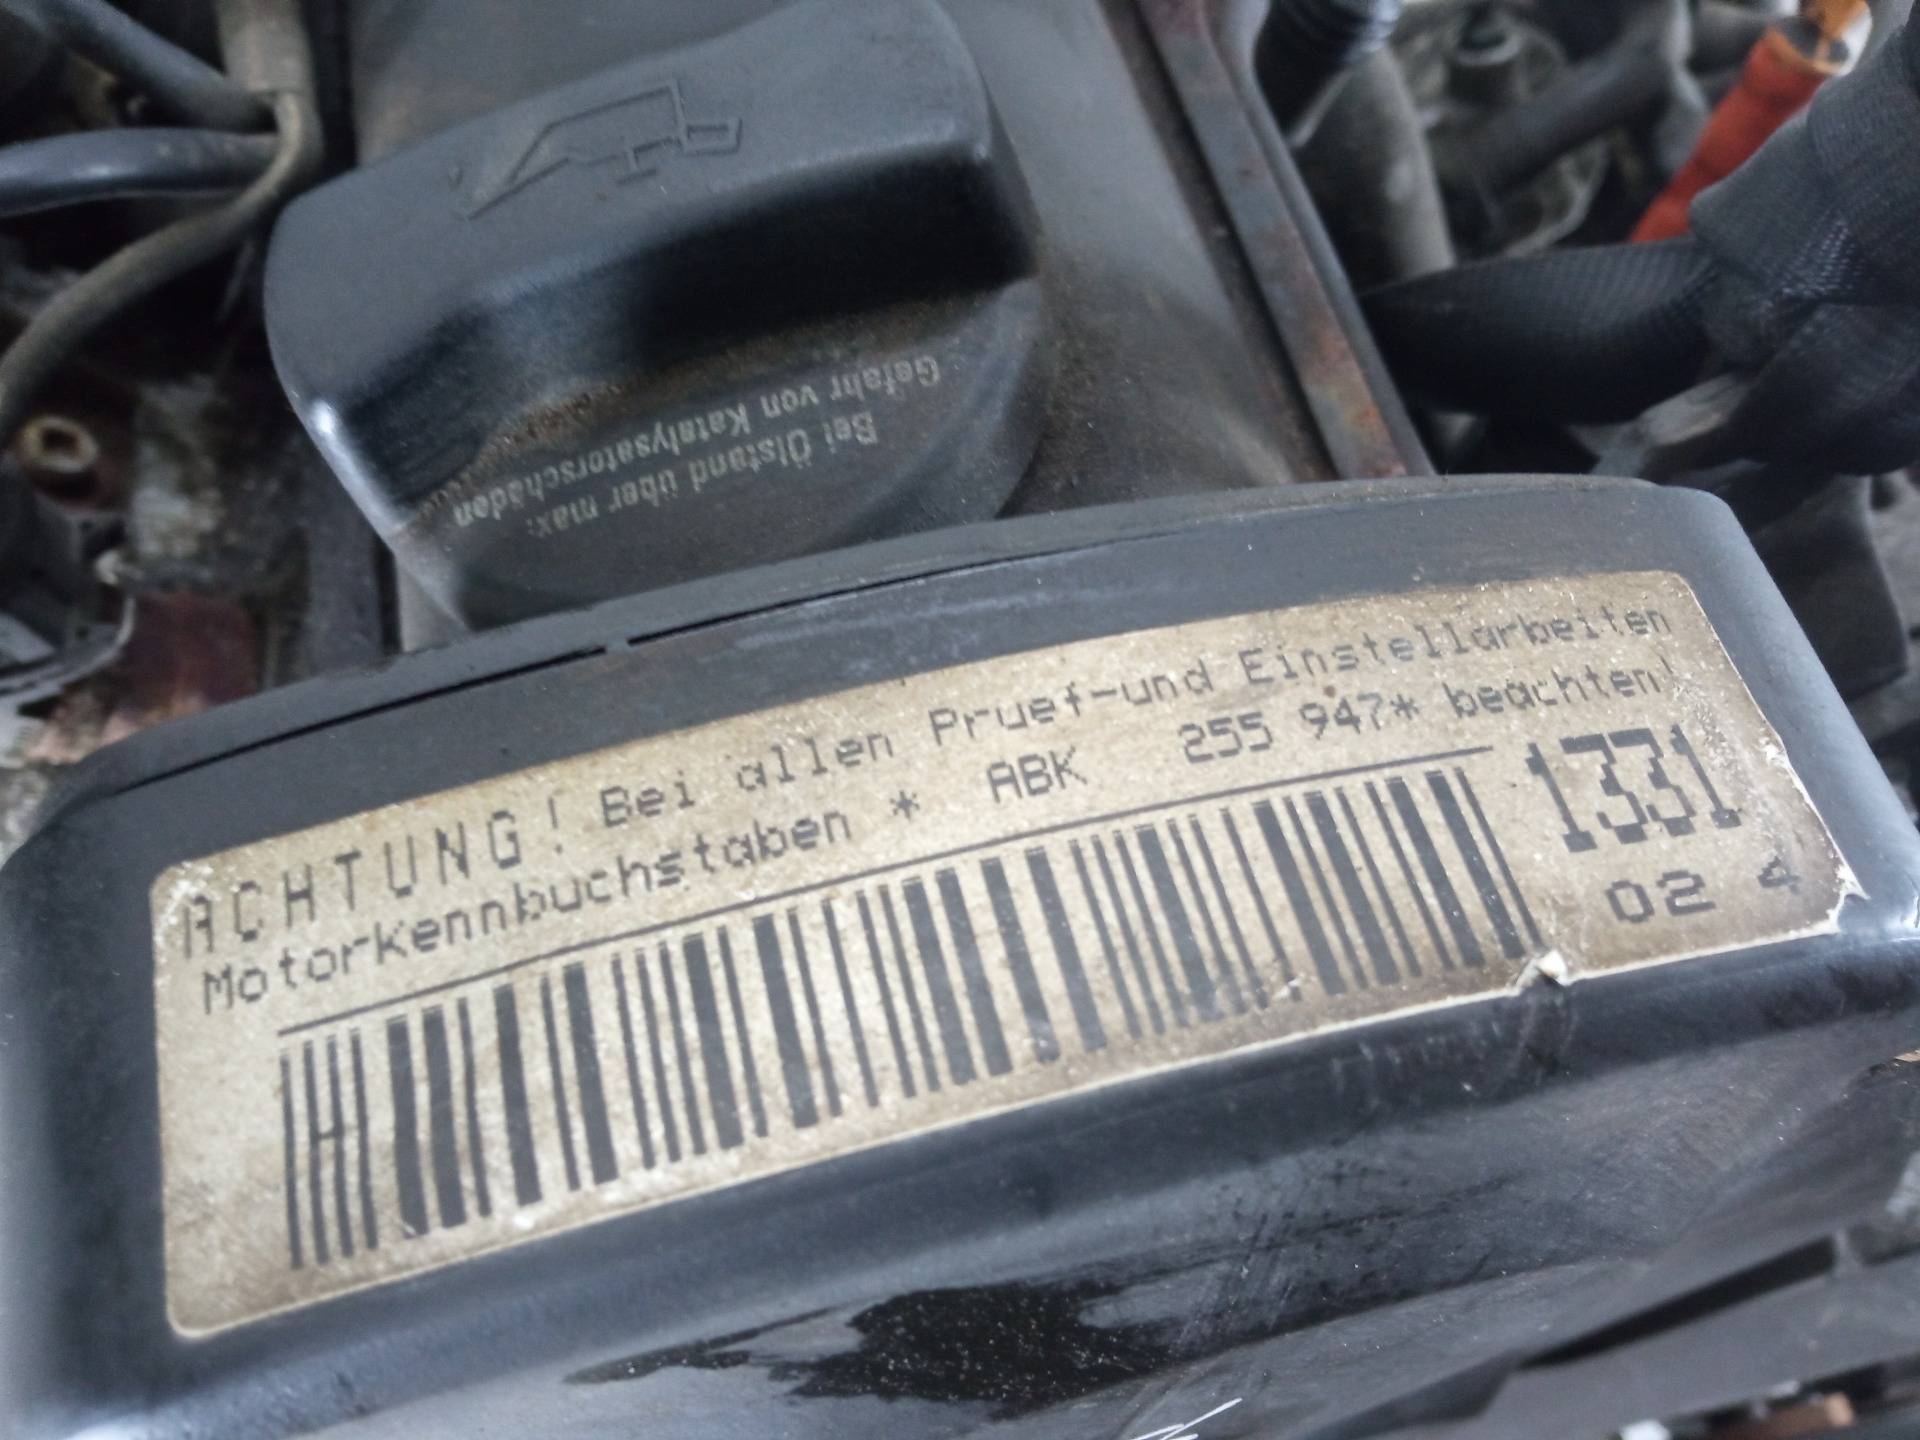 Bei Ölstand über max:
Gefahr von Katalysatorschäden
ACHTUNG! Bei allen Pruef-und Einstellarbeiten
Motorkennbuchstaben * ABK 255 947* beachten!
1331
02 4